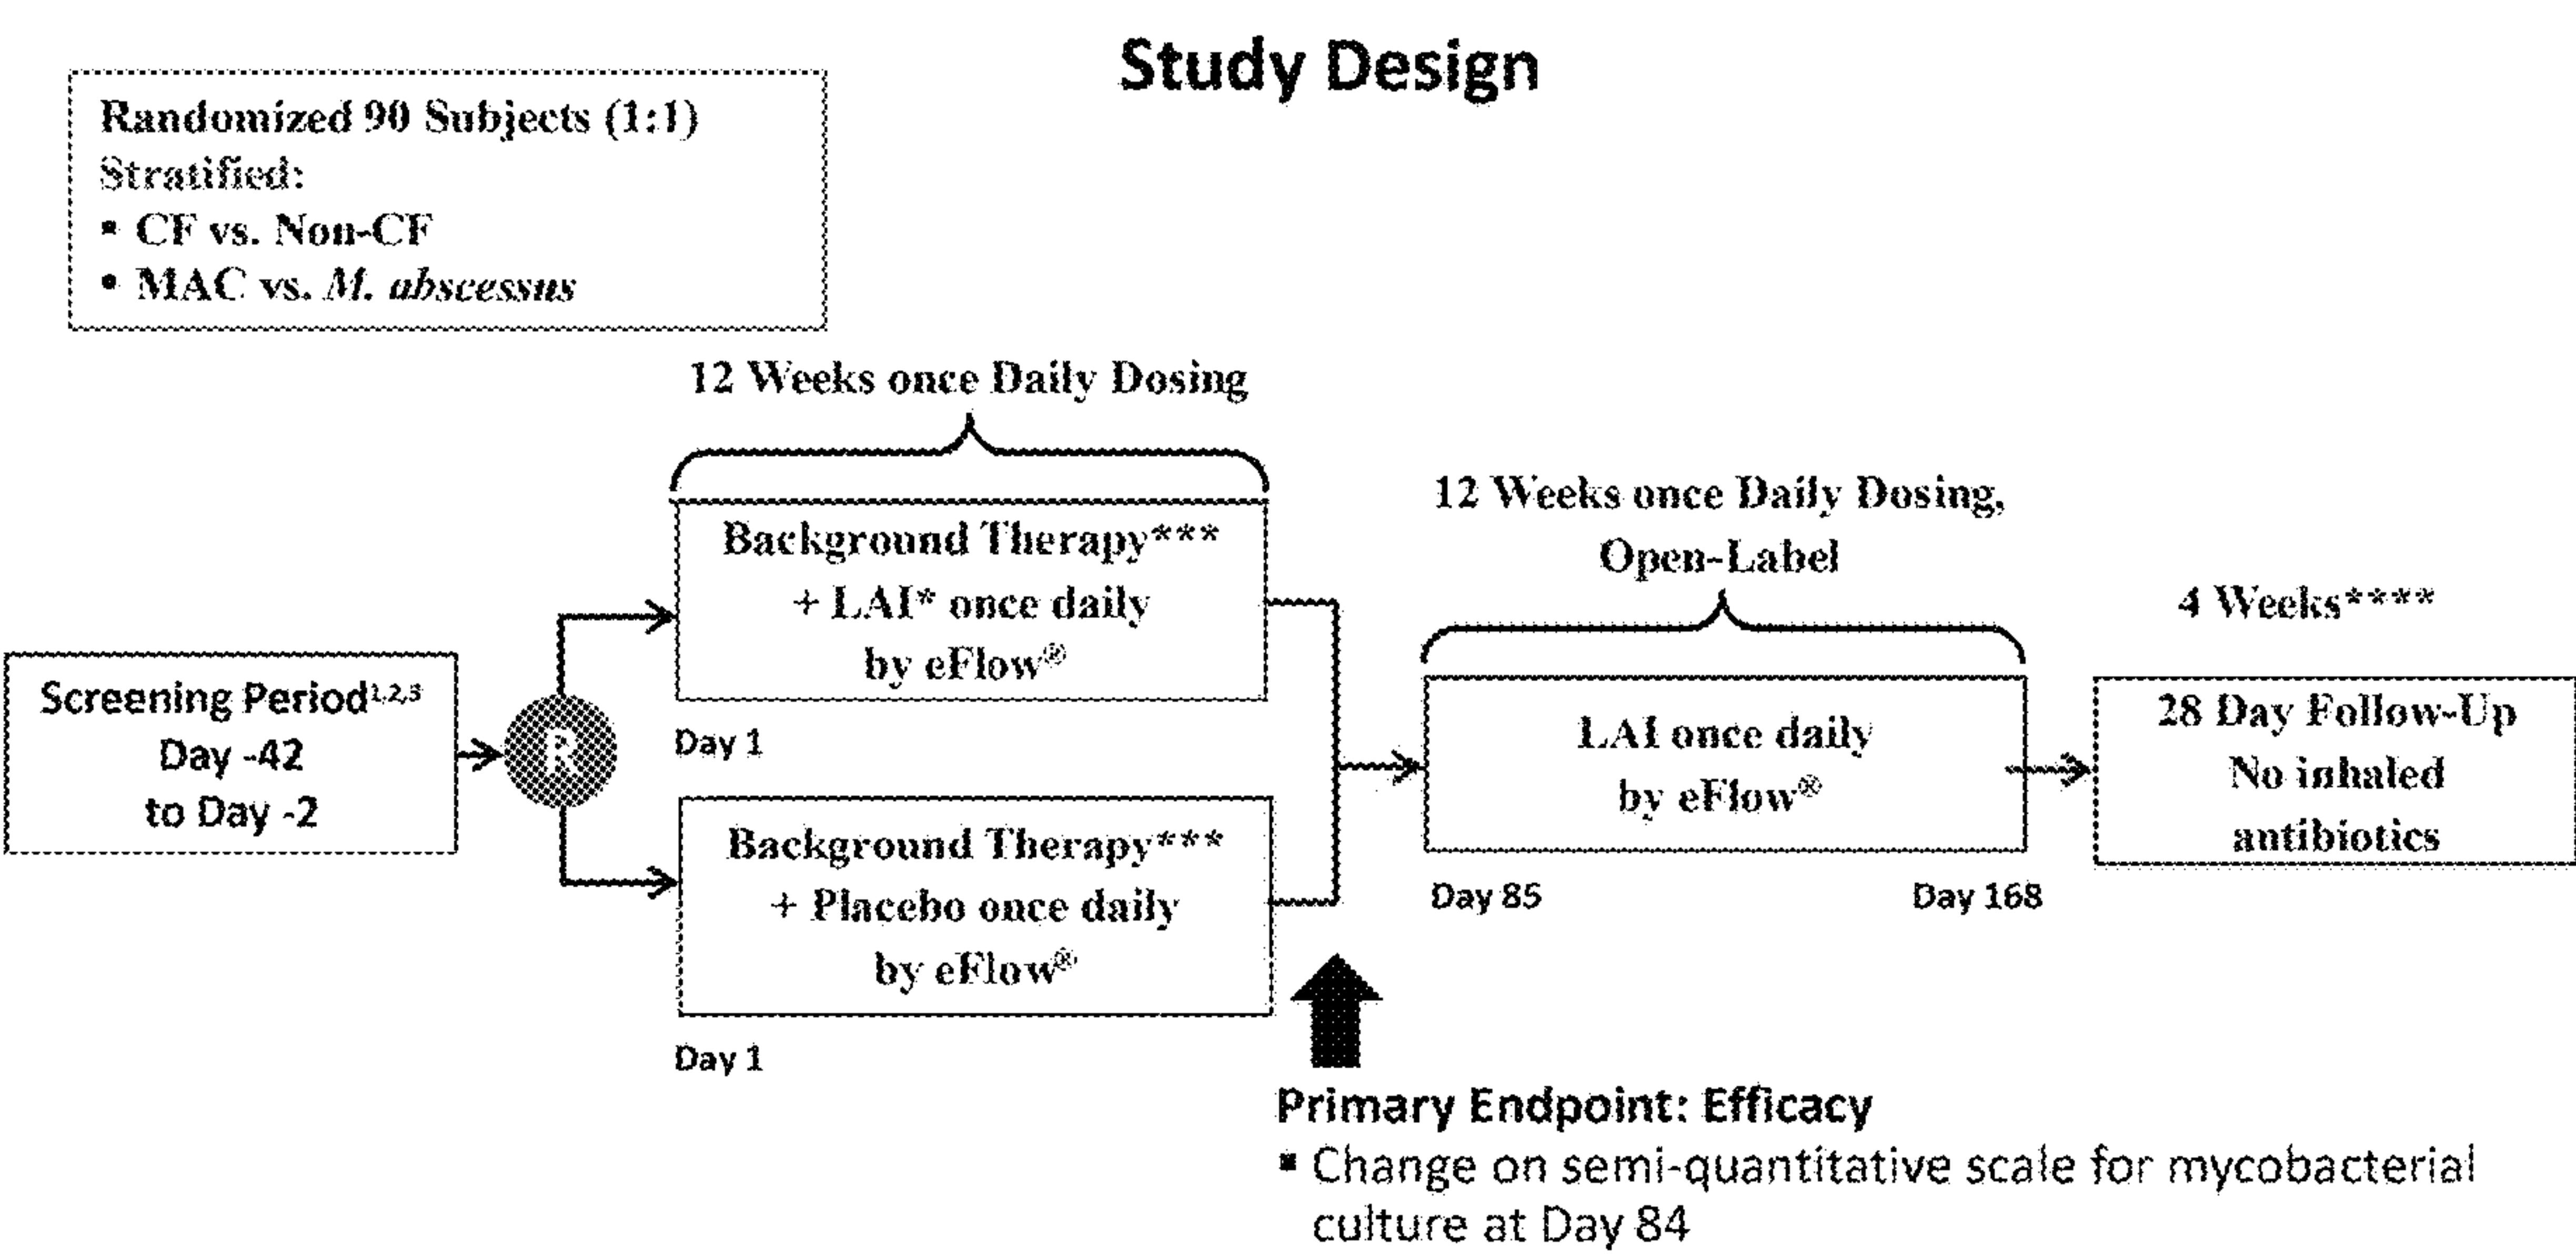 Study Design
Randomized 90 Subjects (1:1)
Stratified:
▪ CF vs. Non-CF
• MAC vs. M. abscessus
12 Weeks once Daily Dosing
Background Therapy***
+ LAI* once daily
by eFlow®
Day 1
Screening Period1,2,3
Day -42
to Day -2
R
Background Therapy***
+ Placebo once daily
by eFlow®
Day 1
12 Weeks once Daily Dosing,
Open-Label
LAI once daily
by eFlow®
Day 85
Day 168
4 Weeks****
28 Day Follow-Up
No inhaled
antibiotics
Primary Endpoint: Efficacy
▪ Change on semi-quantitative scale for mycobacterial
culture at Day 84